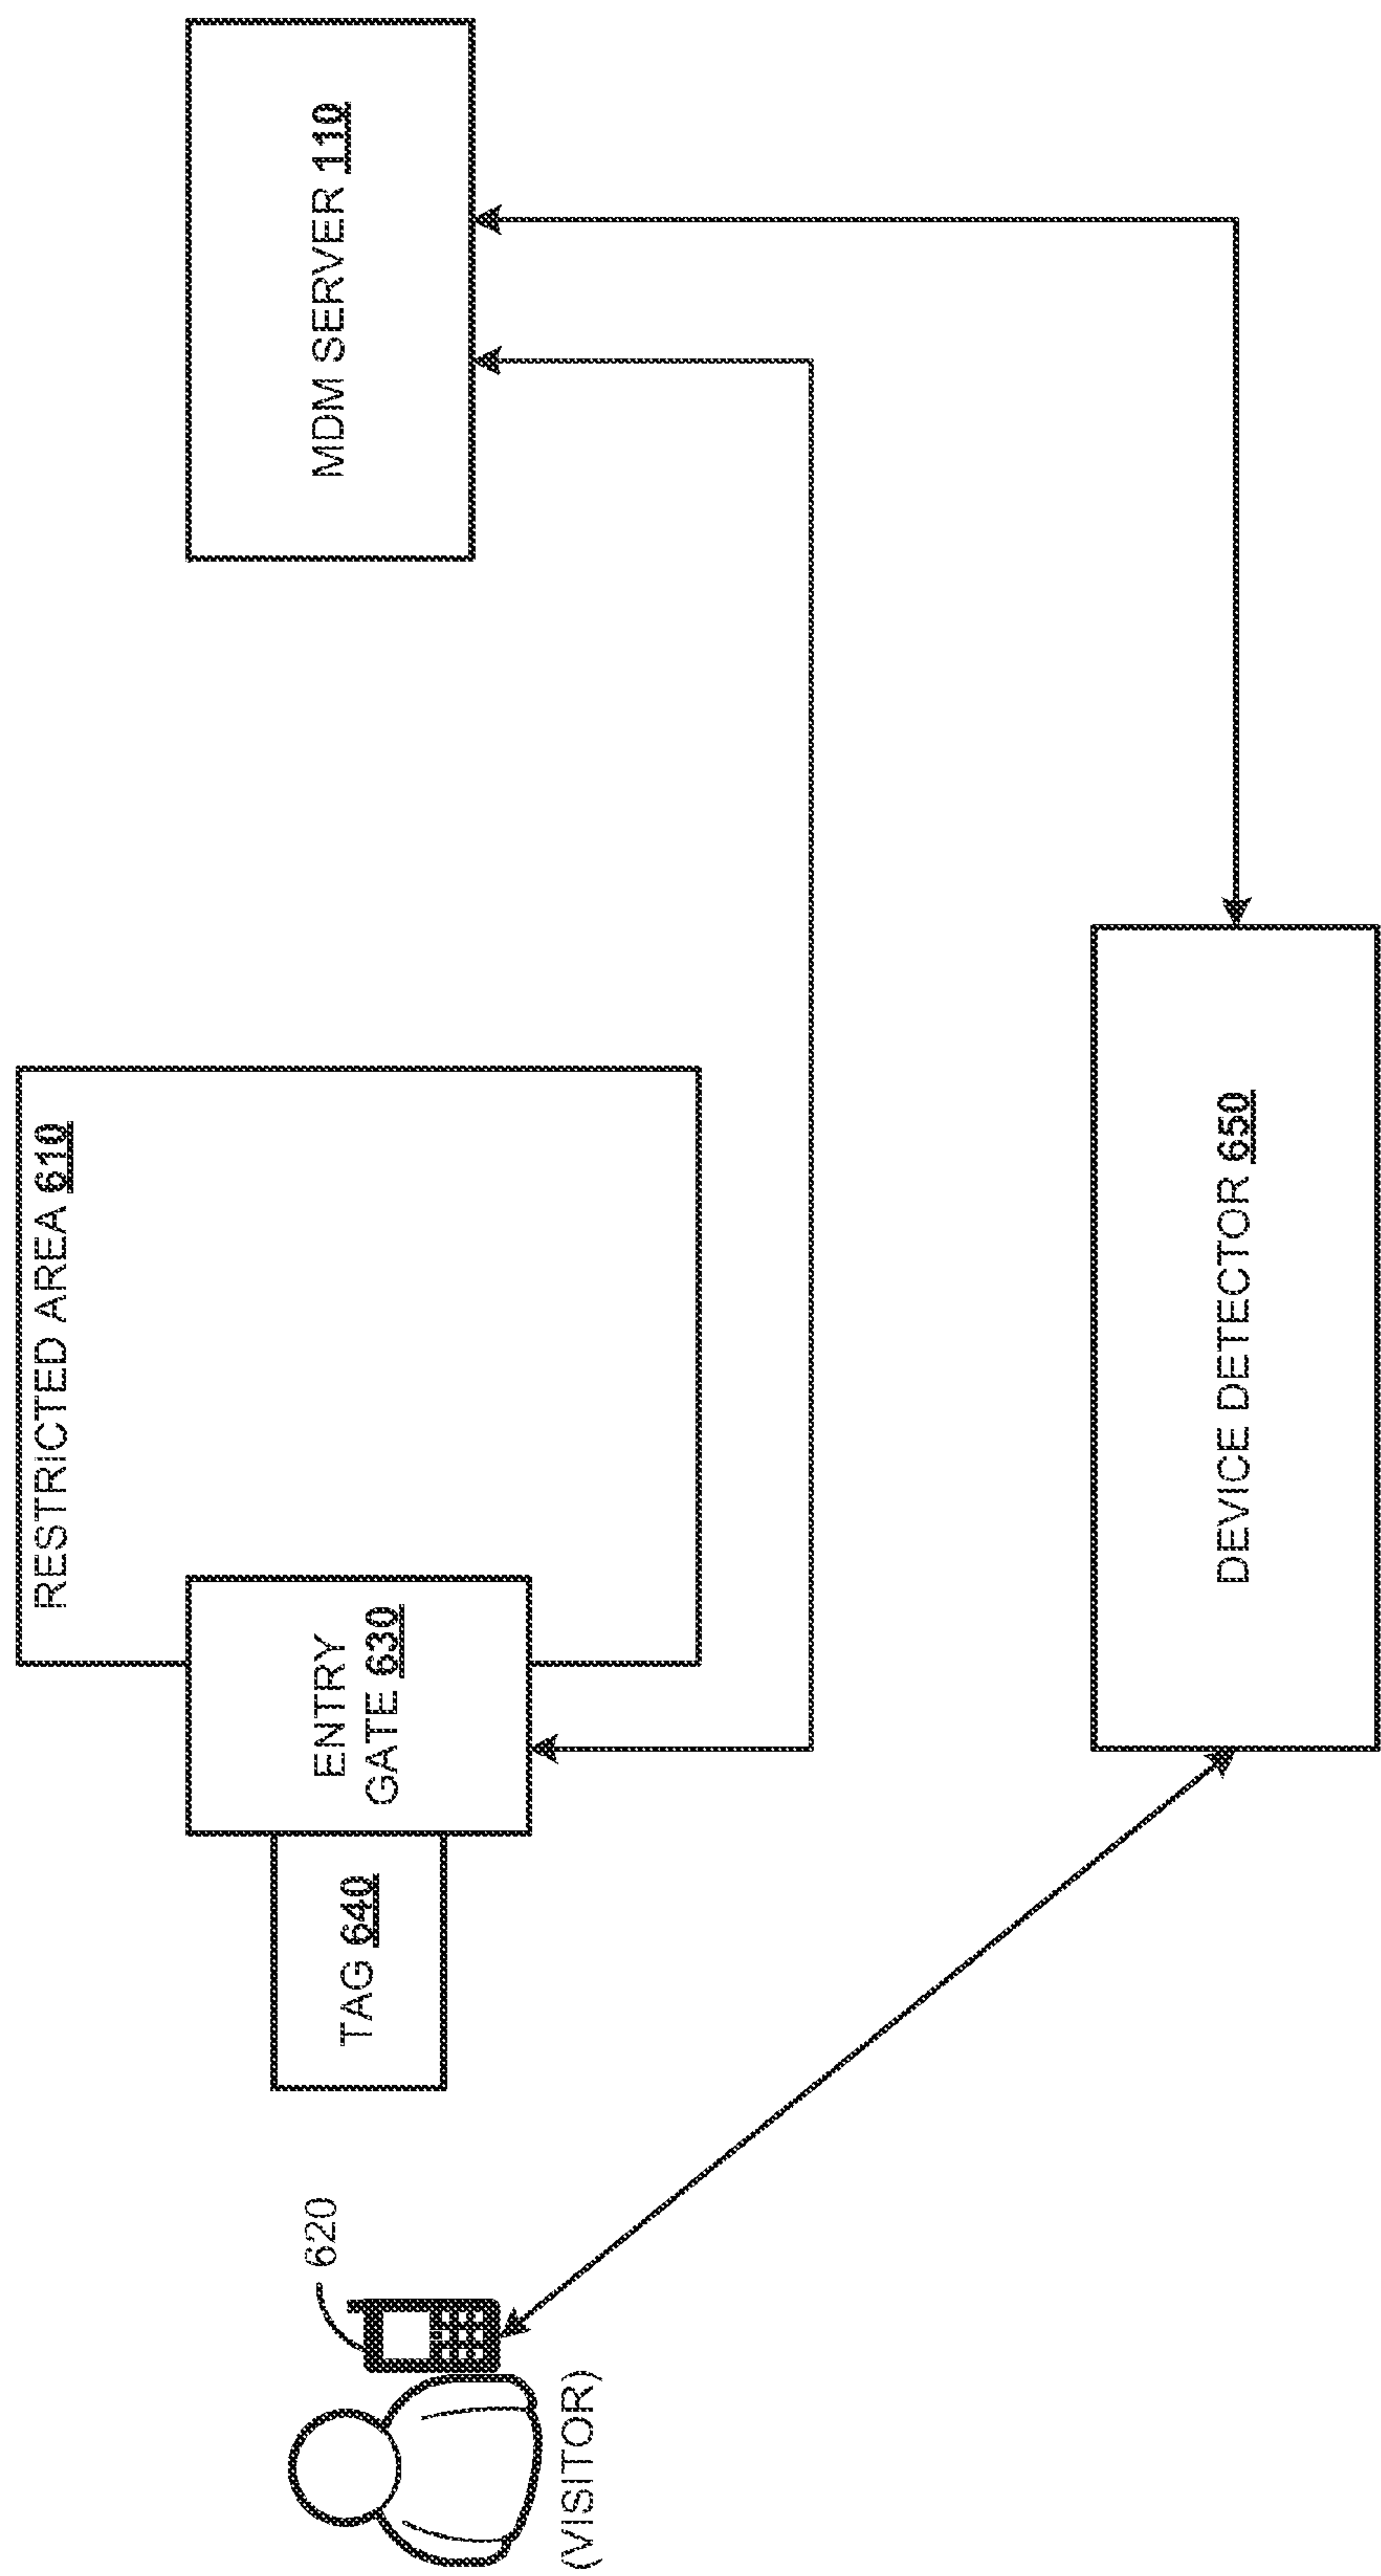 RESTRICTED AREA 610
MDM SERVER 110
620
TAG 640
ENTRY
GATE 630
(VISITOR)
DEVICE DETECTOR 650